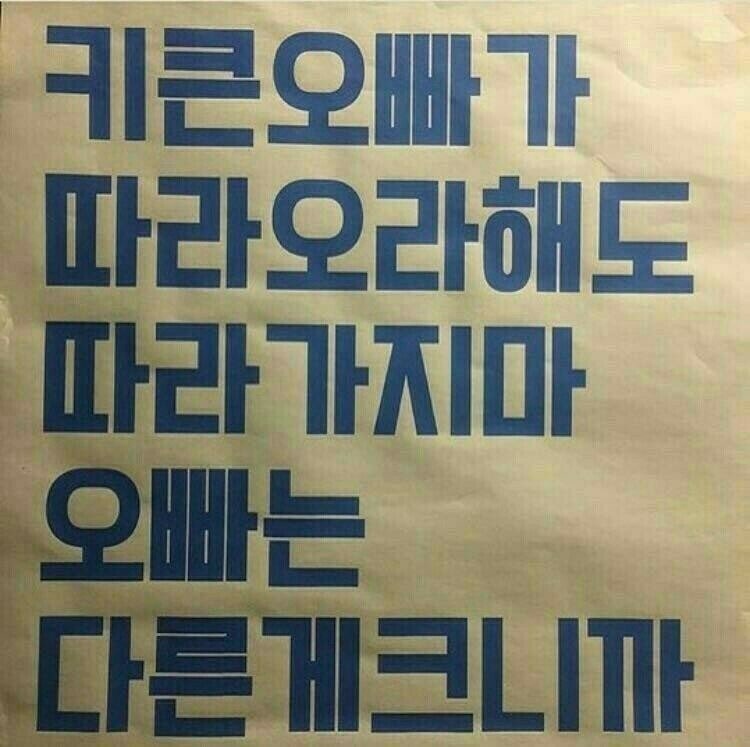 키큰오빠가
따라오라해도
따라가지마
오빠는
다른게크니까